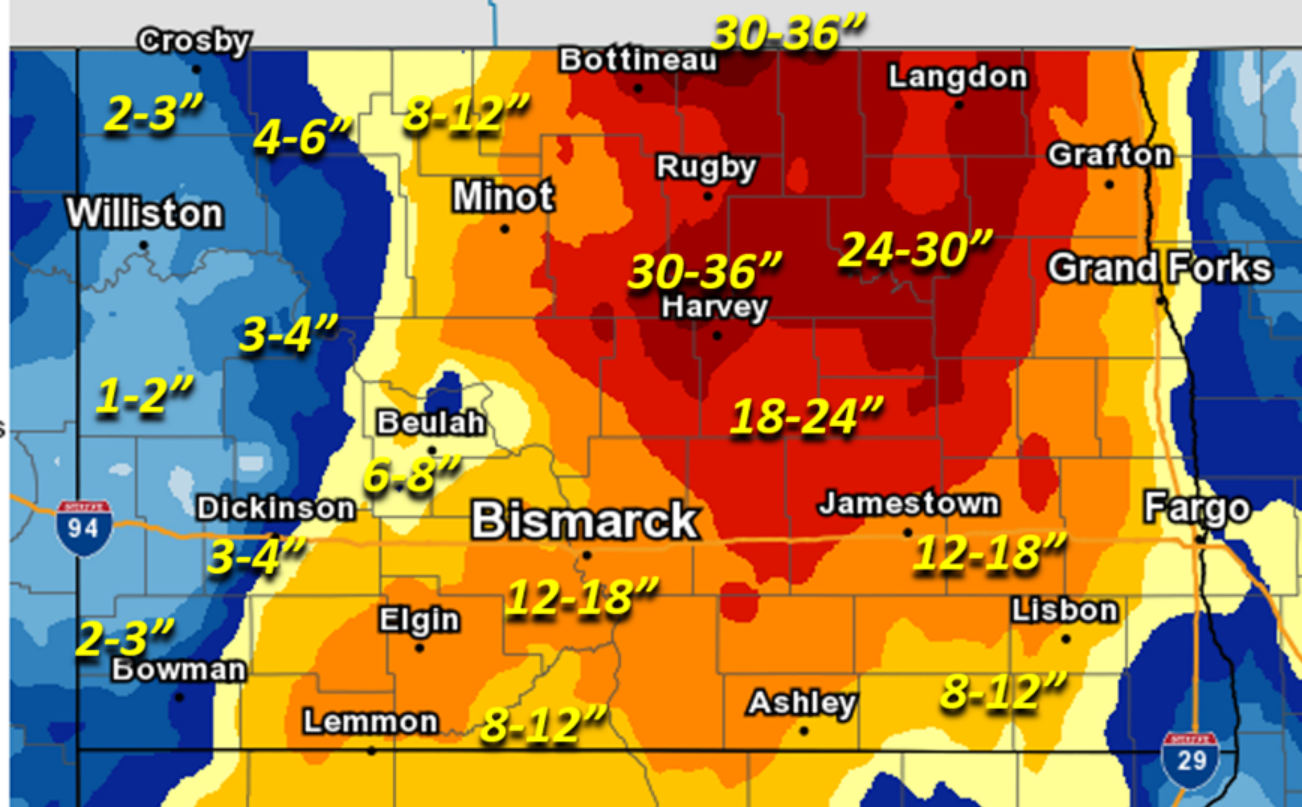 30-36”
Crosby
Bottineau
Langdon
2-3”
8-12”
4-6”
Grafton
Rugby
Minot
Williston
24-30”
30-36”
Grand Forks
Harvey
3-4”
1-2”
18-24”
Beulah
6-8”
Dickinson
Jamestown
Fargo
Bismarck
94
3-4”
12-18”
12-18”
Lisbon
Elgin
2-3”
Bowman
8-12”
Ashley
Lemmon
8-12”
29